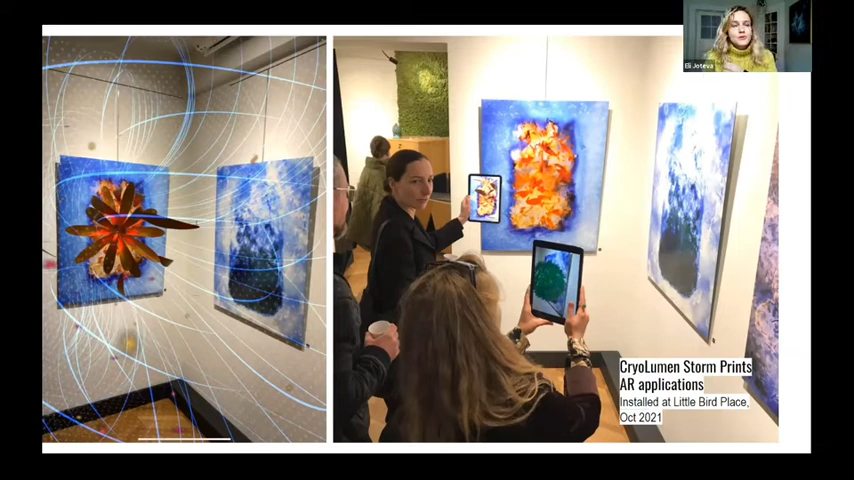 Eli Joteva
CryoLumen Storm Prints
AR applications
Installed at Little Bird Place,
Oct 2021